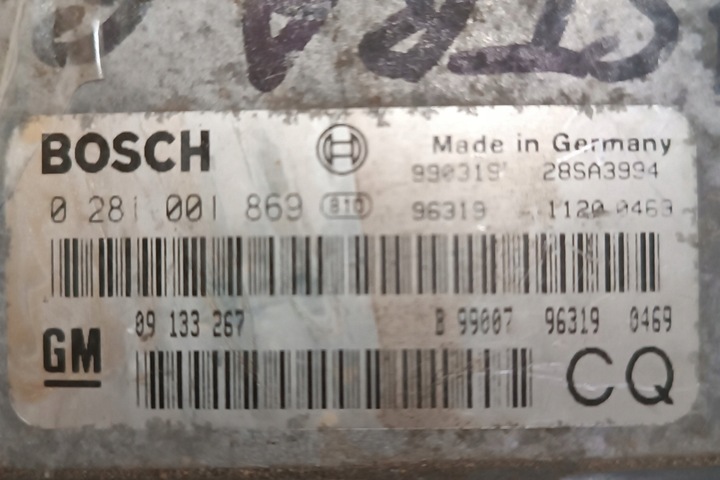 BOSCH Made in Germany
990319 28SA3994
0 281 001 869 810 96319 1120 0469
GM 09 133 267 B 99007 96319 0469
CQ